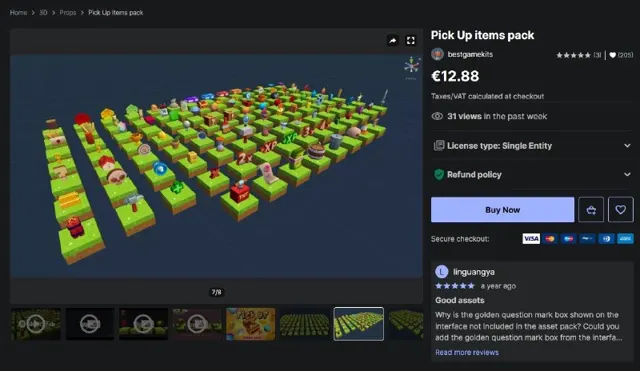 Home > 3D > Props > Pick Up items pack
Pick Up items pack
bestgamekits
(3) | (205)
€12.88
Taxes/VAT calculated at checkout
31 views in the past week
License type: Single Entity
Refund policy
Buy Now
Secure checkout:
VISA
7/8
L linguangya
a year ago
Good assets
Why is the golden question mark box shown on the
interface not included in the asset pack? Could you
add the golden question mark box from the interfa...
Read more reviews
PICK UP